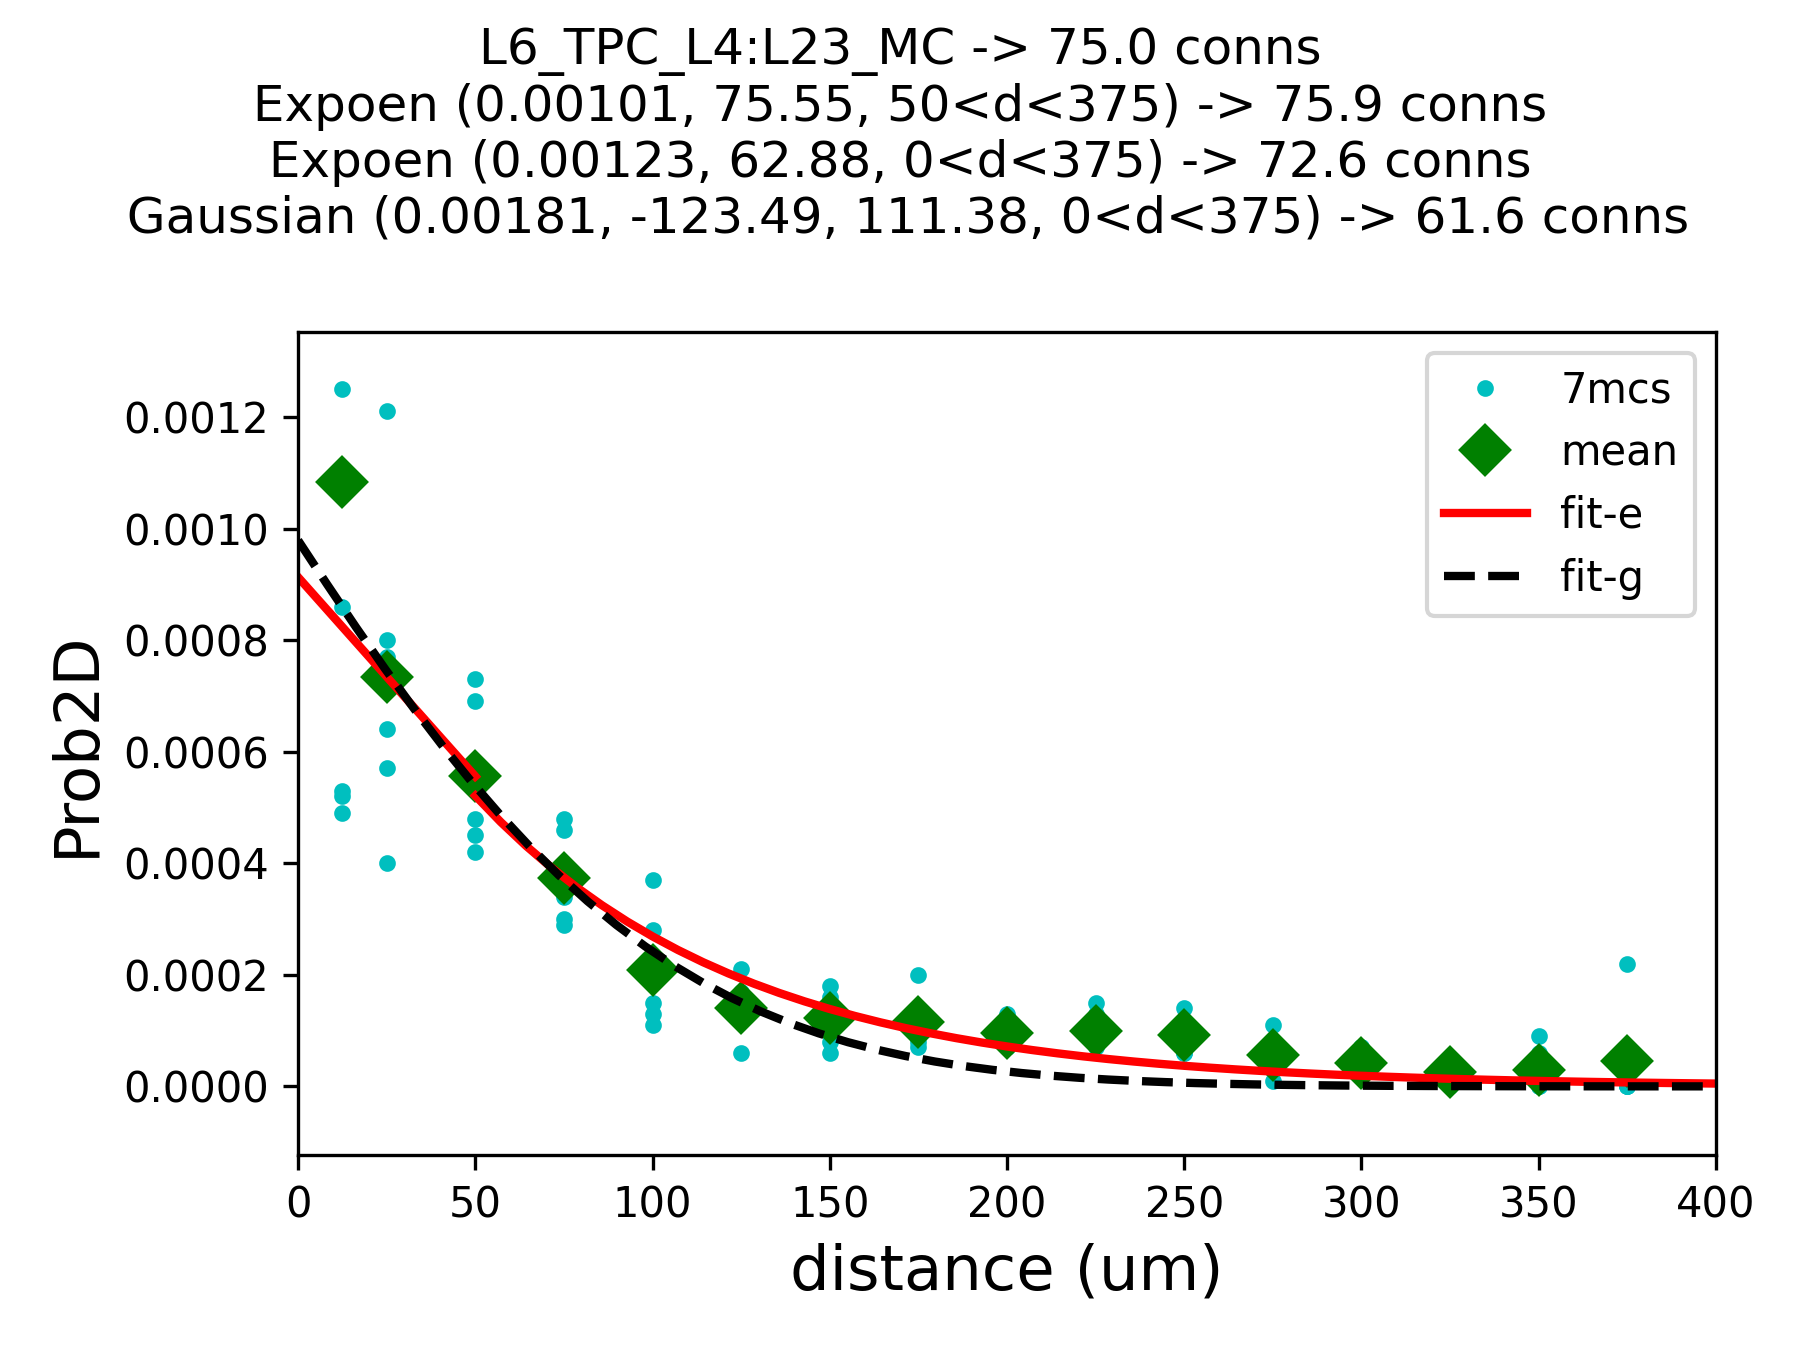 L6_TPC_L4:L23_MC -> 75.0 conns
Expoen (0.00101, 75.55, 50<d<375) -> 75.9 conns
Expoen (0.00123, 62.88, 0<d<375) -> 72.6 conns
Gaussian (0.00181, -123.49, 111.38, 0<d<375) -> 61.6 conns
7mcs
mean
fit-e
fit-g
Prob2D
0.0012
0.0010
0.0008
0.0006
0.0004
0.0002
0.0000
0 50 100 150 200 250 300 350 400
distance (um)